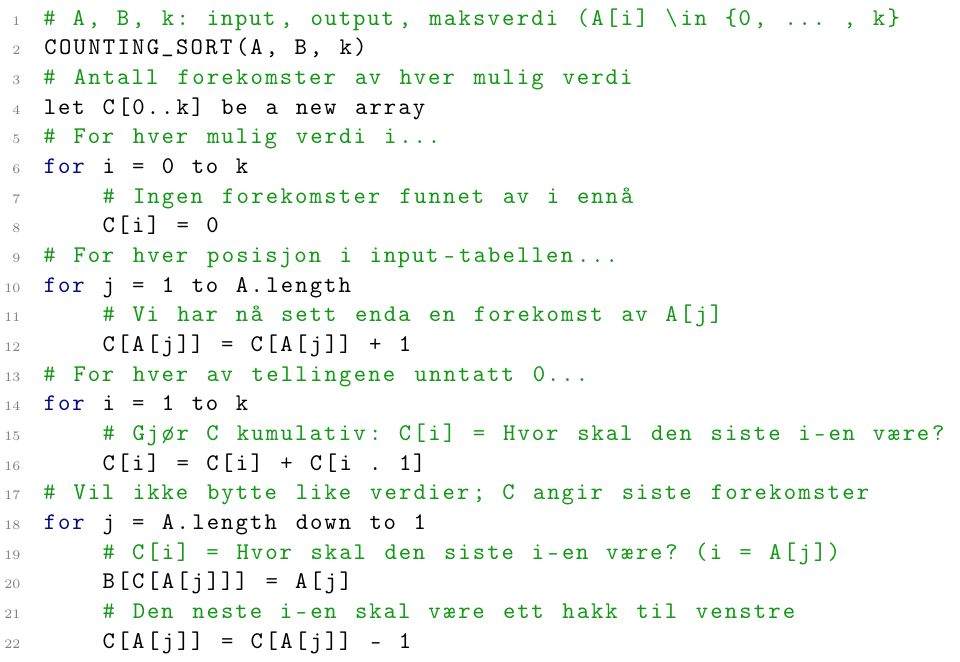 1 # A, B, k: input, output, maksverdi (A[i] \in {0, ... , k}
2 COUNTING_SORT(A, B, k)
3 # Antall forekomster av hver mulig verdi
4 let C[0..k] be a new array
5 # For hver mulig verdi i...
6 for i = 0 to k
7     # Ingen forekomster funnet av i ennå
8     C[i] = 0
9 # For hver posisjon i input-tabellen...
10 for j = 1 to A.length
11     # Vi har nå sett enda en forekomst av A[j]
12     C[A[j]] = C[A[j]] + 1
13 # For hver av tellingene unntatt 0...
14 for i = 1 to k
15     # Gjør C kumulativ: C[i] = Hvor skal den siste i-en være?
16     C[i] = C[i] + C[i . 1]
17 # Vil ikke bytte like verdier; C angir siste forekomster
18 for j = A.length down to 1
19     # C[i] = Hvor skal den siste i-en være? (i = A[j])
20     B[C[A[j]]] = A[j]
21     # Den neste i-en skal være ett hakk til venstre
22     C[A[j]] = C[A[j]] - 1